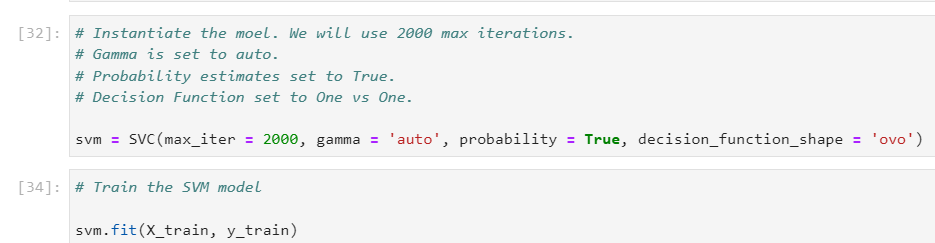 [32]: # Instantiate the moel. We will use 2000 max iterations.
# Gamma is set to auto.
# Probability estimates set to True.
# Decision Function set to One vs One.
svm = SVC(max_iter = 2000, gamma = 'auto', probability = True, decision_function_shape = 'ovo')
[34]: # Train the SVM model
svm.fit(X_train, y_train)